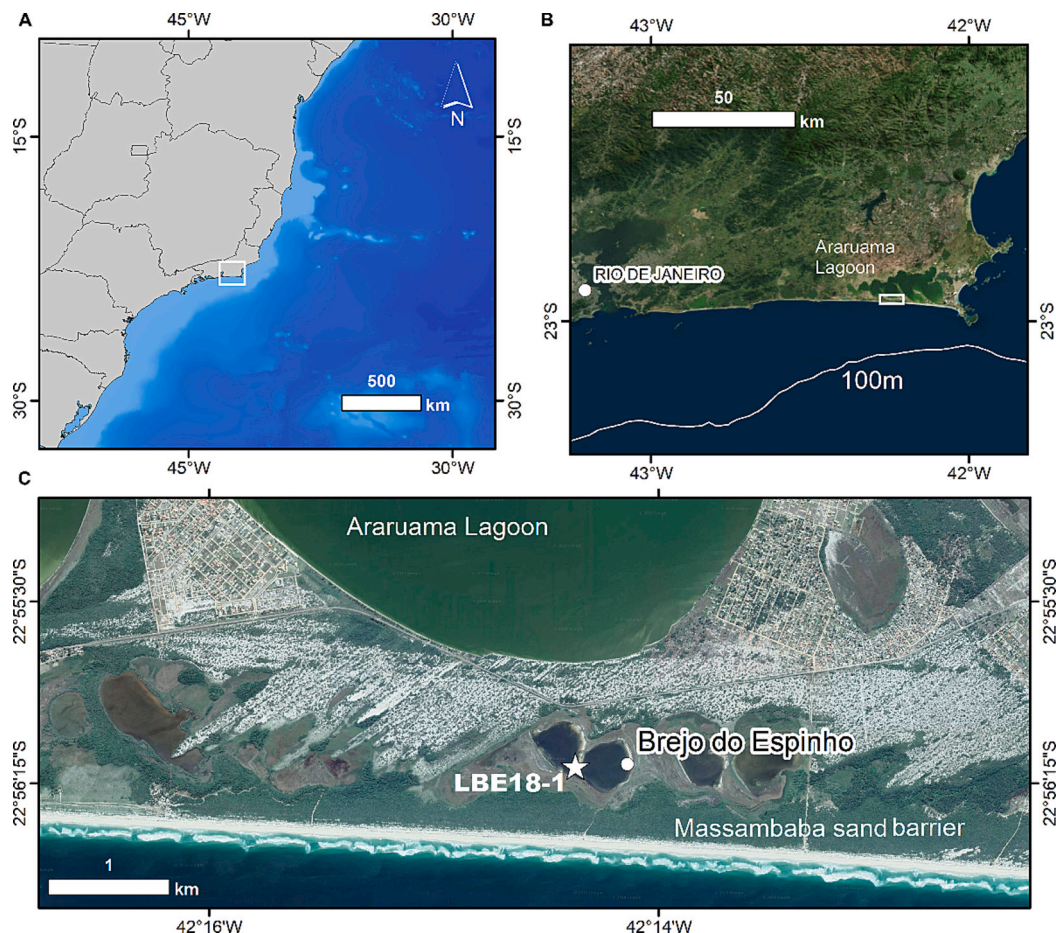 A
45°W
30°W
15°S
15°S
N
30°S
30°S
500
km
45°W
30°W
B
43°W
42°W
50
km
Araruama
Lagoon
RIO DE JANEIRO
23°S
23°S
100m
43°W
42°W
C
Araruama Lagoon
22°55'30"S
22°55'30"S
Brejo do Espinho
LBE18-1
22°56'15"S
22°56'15"S
Massambaba sand barrier
1
km
42°16'W
42°14'W